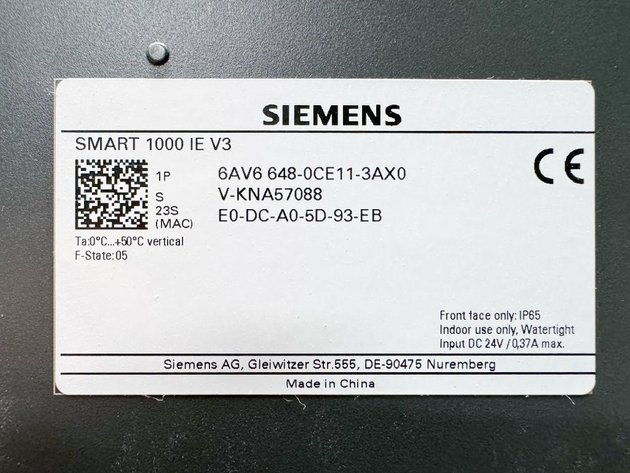 SIEMENS
SMART 1000 IE V3
1P 6AV6 648-0CE11-3AX0
S V-KNA57088
23S E0-DC-A0-5D-93-EB
(MAC)
CE
Ta:0°C...+50°C vertical
F-State:05
Front face only: IP65
Indoor use only, Watertight
Input DC 24V / 0,37A max.
Siemens AG, Gleiwitzer Str.555, DE-90475 Nuremberg
Made in China